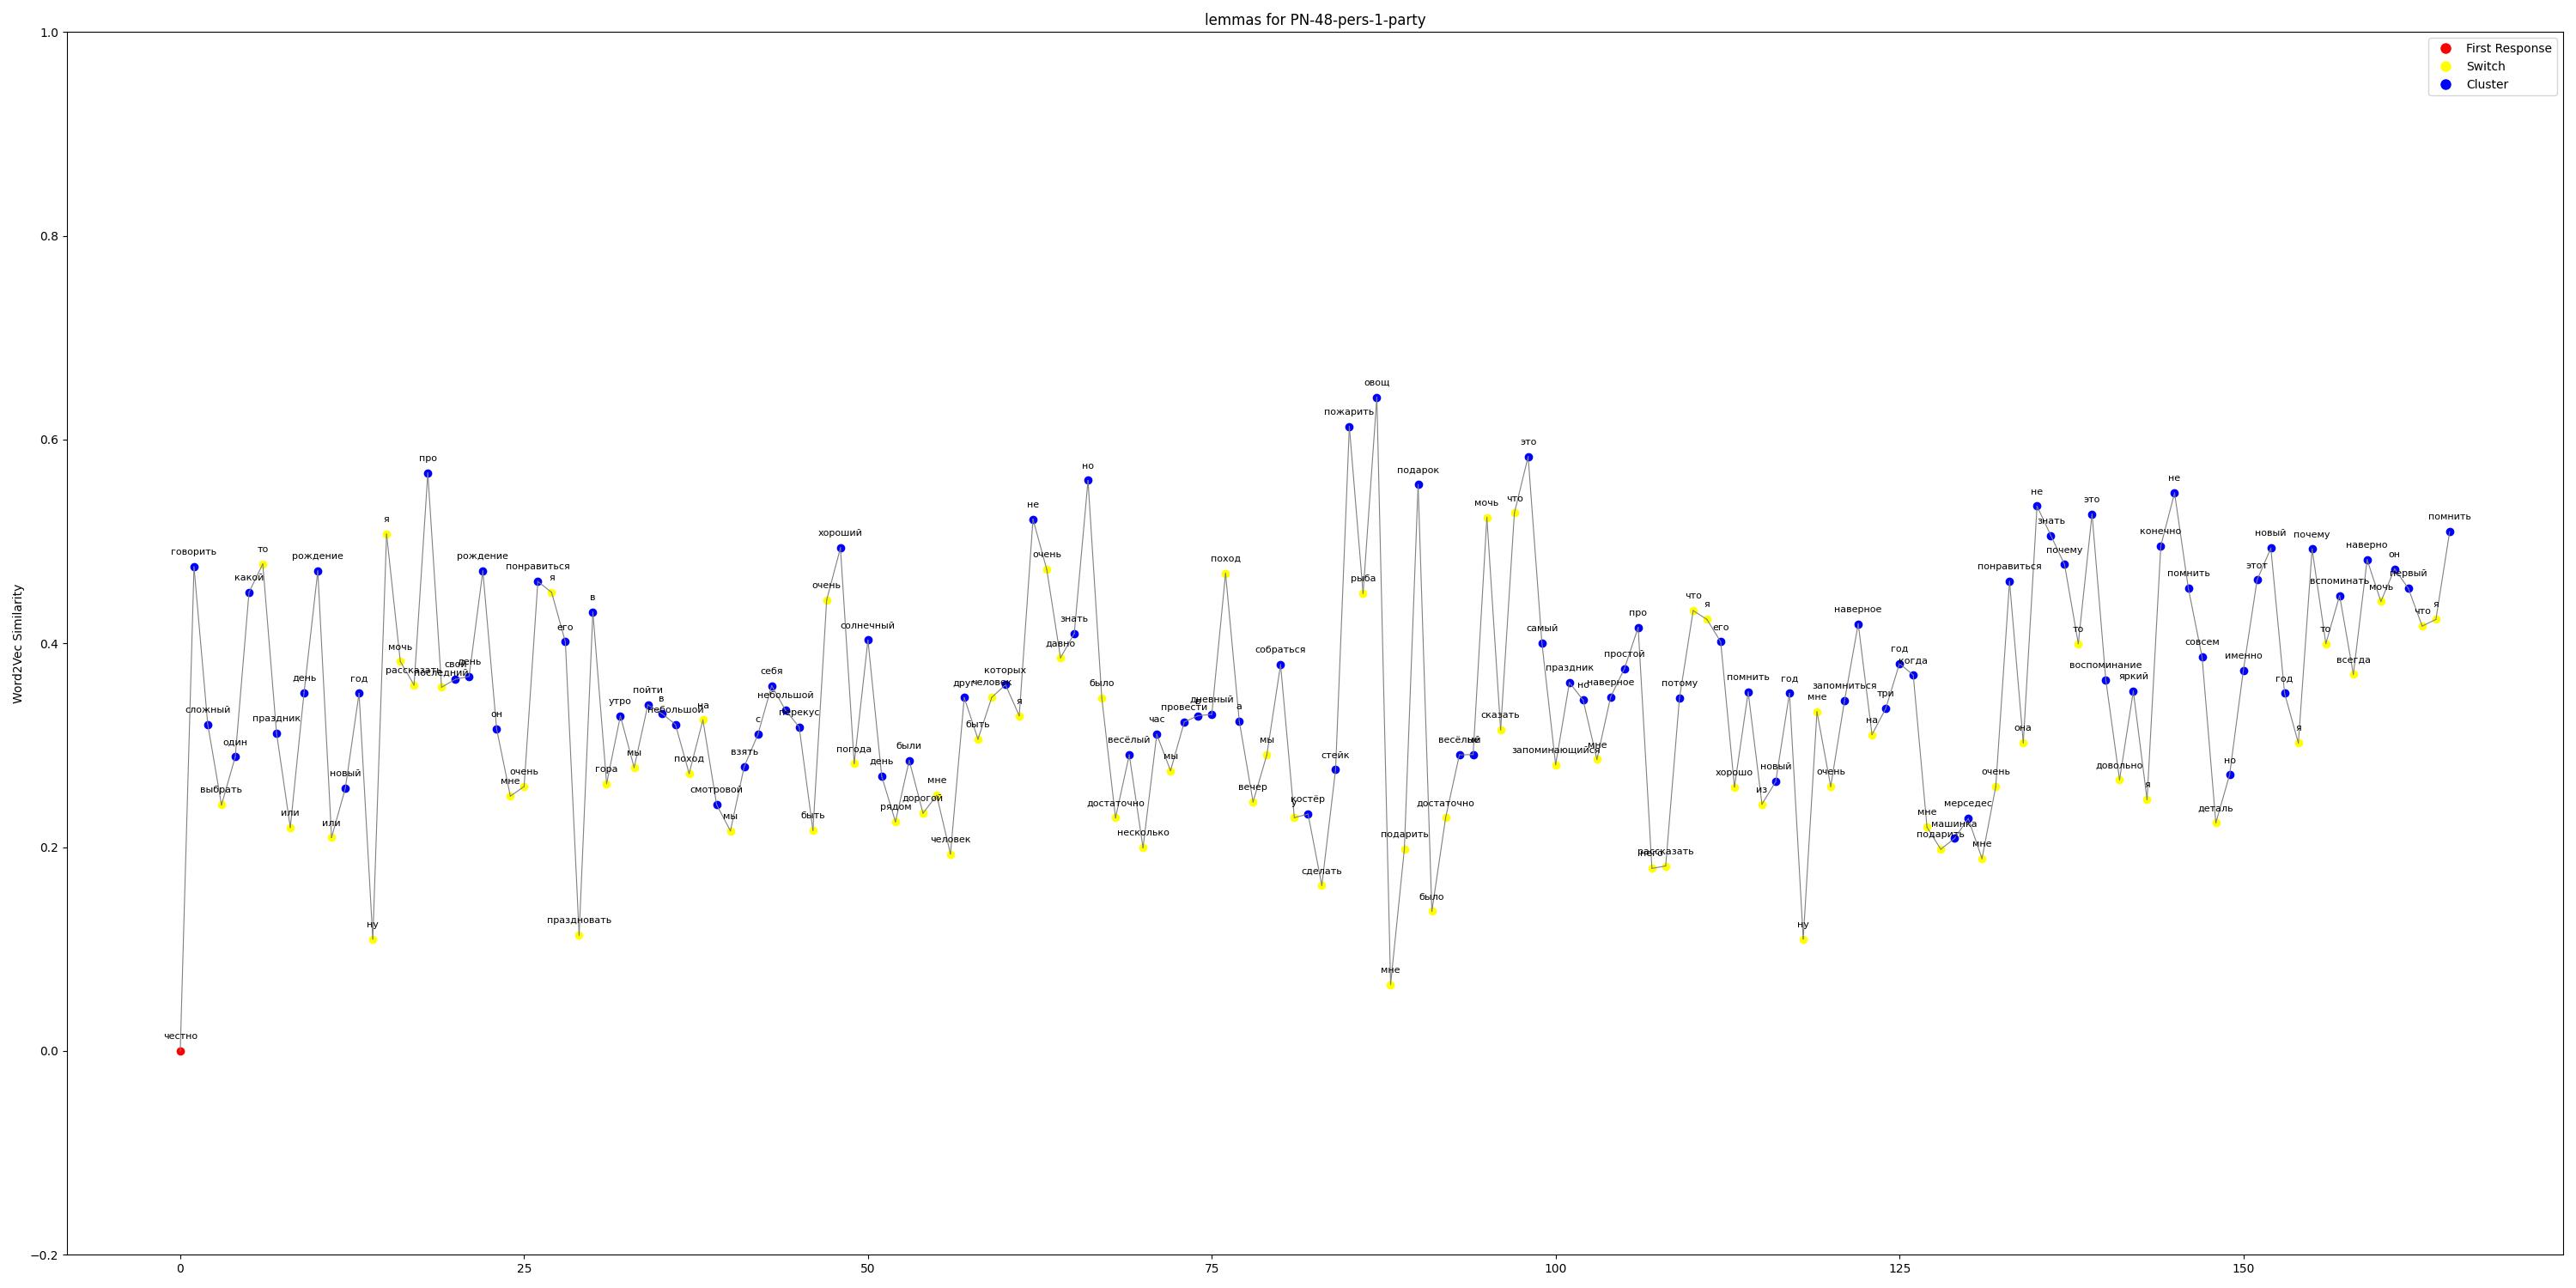 lemmas for PN-48-pers-1-party
First Response
Switch
Cluster
Word2Vec Similarity
1.0
0.8
0.6
0.4
0.2
0.0
−0.2
0
25
50
75
100
125
150
честно
говорить
сложный
выбрать
один
какой
то
праздник
или
день
рождение
или
новый
год
ну
я
мочь
рассказать
про
последний
свой
день
рождение
он
мне
очень
понравиться
я
его
праздновать
в
гора
утро
мы
пойти
в
небольшой
поход
на
смотровой
мы
взять
с
себя
небольшой
перекус
быть
очень
хороший
погода
солнечный
день
рядом
были
дорогой
мне
человек
друг
быть
человек
которых
я
не
очень
давно
знать
но
было
достаточно
весёлый
несколько
час
мы
провести
в
дневный
поход
а
вечер
мы
собраться
у
костёр
сделать
стейк
пожарить
рыба
овощ
мне
подарить
подарок
было
достаточно
весёлый
мочь
сказать
что
это
самый
запоминающийся
праздник
но
мне
наверное
простой
про
него
рассказать
потому
что
я
его
хорошо
помнить
из
новый
год
ну
мне
очень
запомниться
наверное
на
три
год
когда
мне
подарить
машинка
мерседес
мне
очень
понравиться
она
не
знать
почему
то
это
воспоминание
довольно
яркий
я
конечно
не
помнить
совсем
деталь
но
именно
этот
новый
год
я
почему
то
вспоминать
всегда
наверно
мочь
он
первый
что
я
помнить